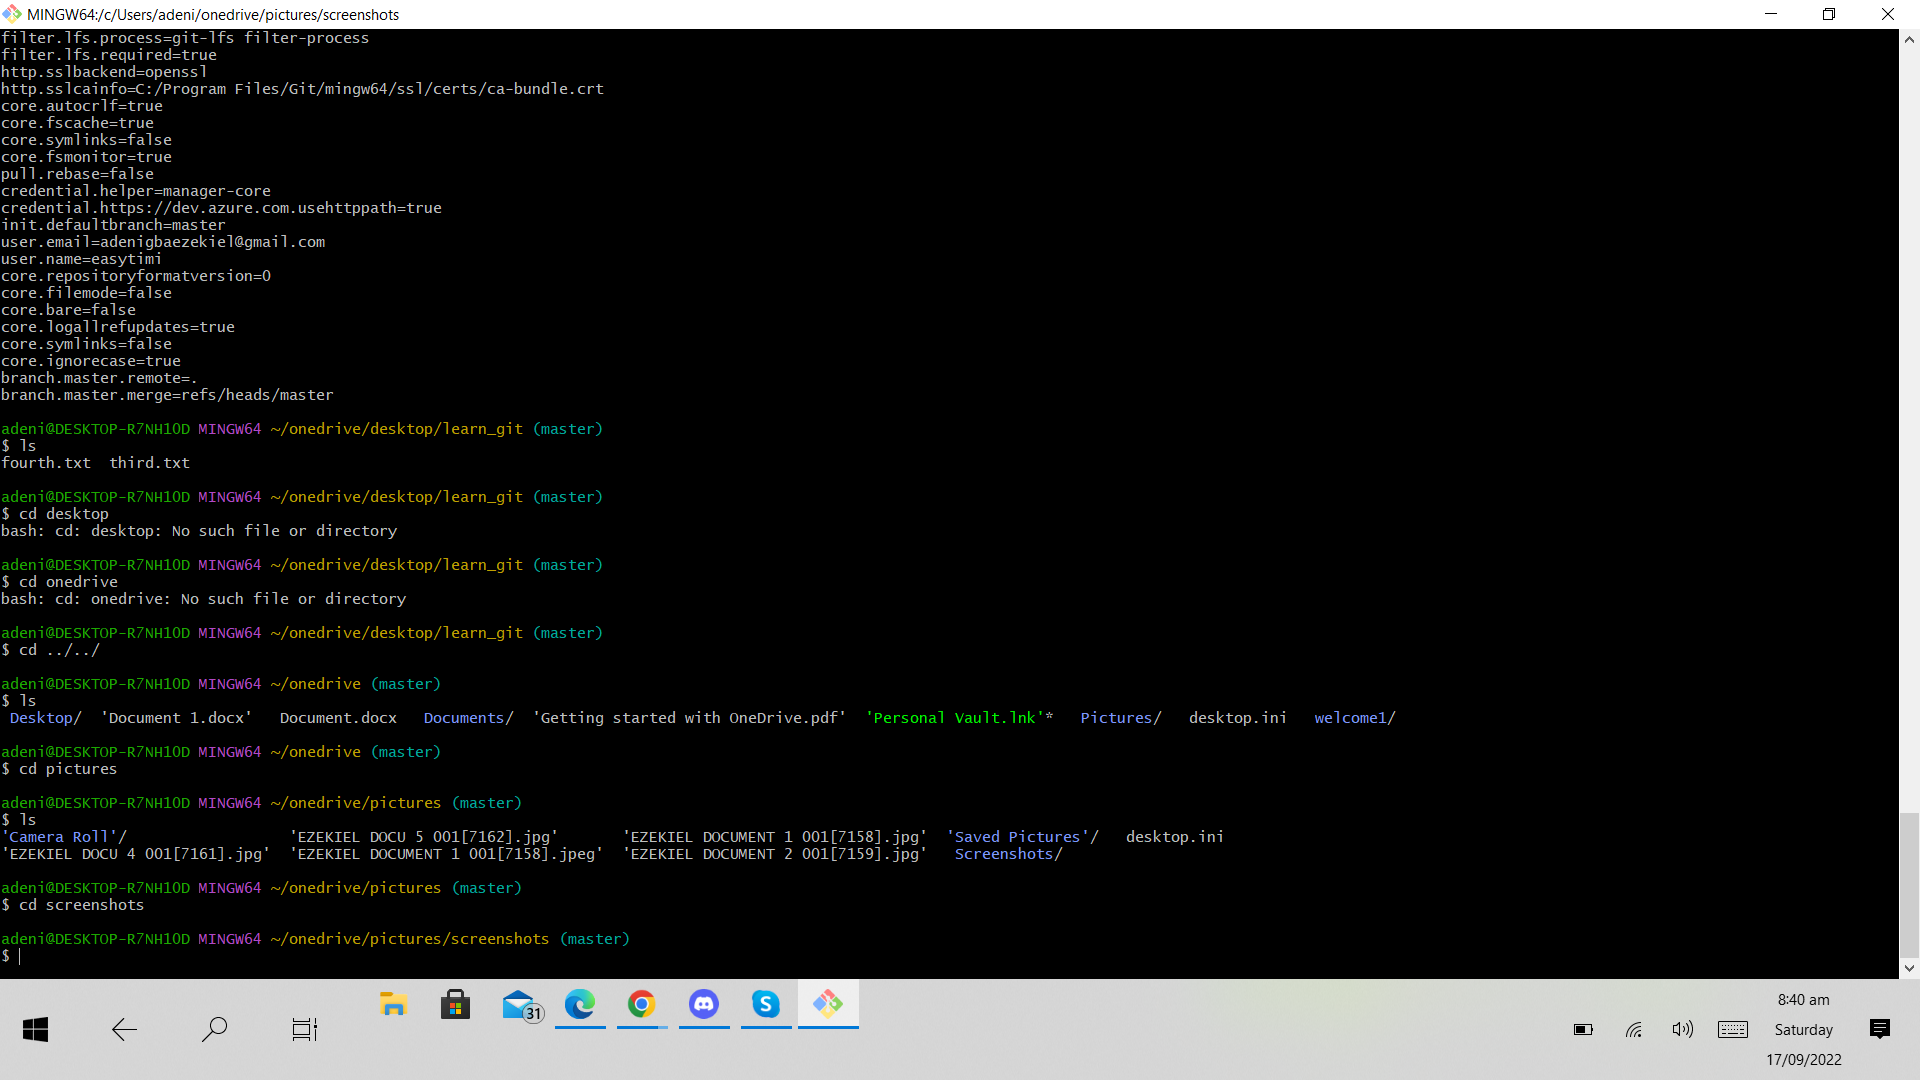 MINGW64:/c/Users/adeni/onedrive/pictures/screenshots
filter.lfs.process=git-lfs filter-process
filter.lfs.required=true
http.sslbackend=openssl
http.sslcainfo=C:/Program Files/Git/mingw64/ssl/certs/ca-bundle.crt
core.autocrlf=true
core.fscache=true
core.symlinks=false
core.fsmonitor=true
pull.rebase=false
credential.helper=manager-core
credential.https://dev.azure.com.usehttppath=true
init.defaultbranch=master
user.email=adenigbaezekiel@gmail.com
user.name=easytimi
core.repositoryformatversion=0
core.filemode=false
core.bare=false
core.logallrefupdates=true
core.symlinks=false
core.ignorecase=true
branch.master.remote=.
branch.master.merge=refs/heads/master
adeni@DESKTOP-R7NH1OD MINGW64 ~/onedrive/desktop/learn_git (master)
$ ls
fourth.txt  third.txt
adeni@DESKTOP-R7NH1OD MINGW64 ~/onedrive/desktop/learn_git (master)
$ cd desktop
bash: cd: desktop: No such file or directory
adeni@DESKTOP-R7NH1OD MINGW64 ~/onedrive/desktop/learn_git (master)
$ cd onedrive
bash: cd: onedrive: No such file or directory
adeni@DESKTOP-R7NH1OD MINGW64 ~/onedrive/desktop/learn_git (master)
$ cd ../../
adeni@DESKTOP-R7NH1OD MINGW64 ~/onedrive (master)
$ ls
Desktop/  'Document 1.docx'   Document.docx   Documents/  'Getting started with OneDrive.pdf'  'Personal Vault.lnk'*   Pictures/   desktop.ini   welcome1/
adeni@DESKTOP-R7NH1OD MINGW64 ~/onedrive (master)
$ cd pictures
adeni@DESKTOP-R7NH1OD MINGW64 ~/onedrive/pictures (master)
$ ls
'Camera Roll'/                  'EZEKIEL DOCU 5 001[7162].jpg'       'EZEKIEL DOCUMENT 1 001[7158].jpg'  'Saved Pictures'/   desktop.ini
'EZEKIEL DOCU 4 001[7161].jpg'  'EZEKIEL DOCUMENT 1 001[7158].jpeg'  'EZEKIEL DOCUMENT 2 001[7159].jpg'   Screenshots/
adeni@DESKTOP-R7NH1OD MINGW64 ~/onedrive/pictures (master)
$ cd screenshots
adeni@DESKTOP-R7NH1OD MINGW64 ~/onedrive/pictures/screenshots (master)
$
31
S
8:40 am
Saturday
17/09/2022